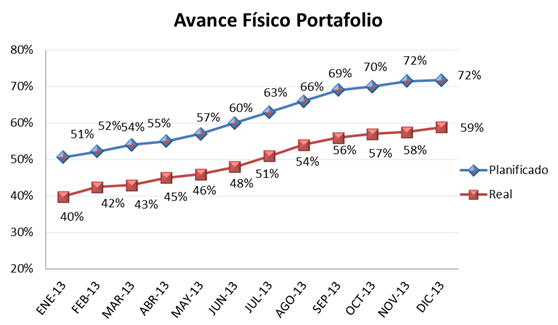 Avance Físico Portafolio
80%
70%
60%
50%
40%
30%
20%
51%
52%
54%
55%
57%
60%
63%
66%
69%
70%
72%
72%
40%
42%
43%
45%
46%
48%
51%
54%
56%
57%
58%
59%
Planificado
Real
ENE-13
FEB-13
MAR-13
ABR-13
MAY-13
JUN-13
JUL-13
AGO-13
SEP-13
OCT-13
NOV-13
DIC-13